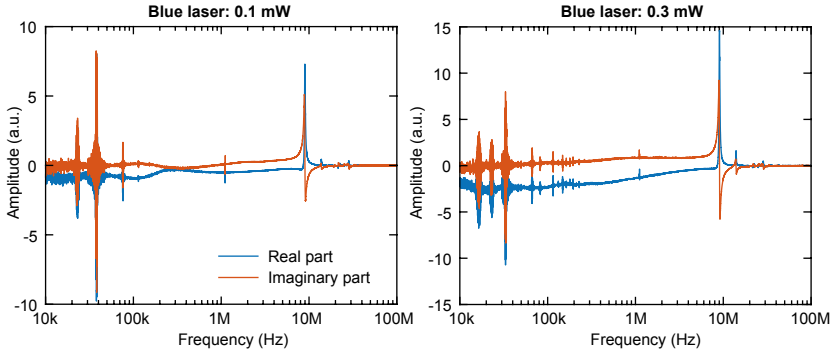 Blue laser: 0.1 mW
10
5
0
-5
-10
Amplitude (a.u.)
Real part
Imaginary part
10k 100k 1M 10M 100M
Frequency (Hz)
Blue laser: 0.3 mW
15
10
5
0
-5
-10
-15
Amplitude (a.u.)
10k 100k 1M 10M 100M
Frequency (Hz)